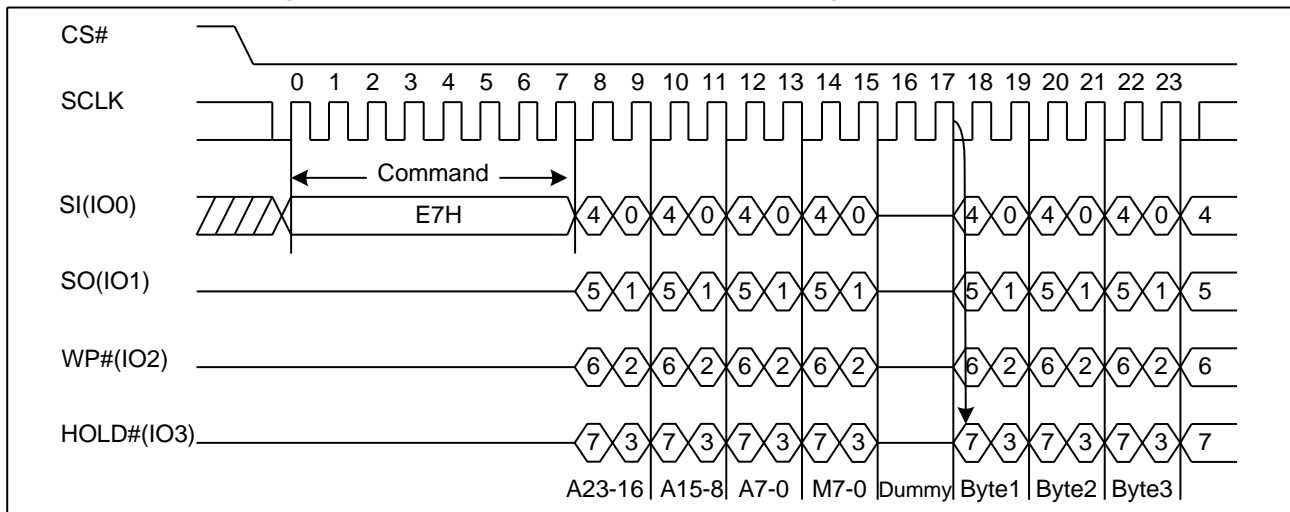 CS#
0 1 2 3 4 5 6 7 8 9 10 11 12 13 14 15 16 17 18 19 20 21 22 23
SCLK
Command
SI(IO0) E7H 4 0 4 0 4 0 4 0 4 0 4 0 4 0 4
SO(IO1) 5 1 5 1 5 1 5 1 5 1 5 1 5 1 5
WP#(IO2) 6 2 6 2 6 2 6 2 6 2 6 2 6 2 6
HOLD#(IO3) 7 3 7 3 7 3 7 3 7 3 7 3 7 3 7
A23-16 A15-8 A7-0 M7-0 Dummy Byte1 Byte2 Byte3